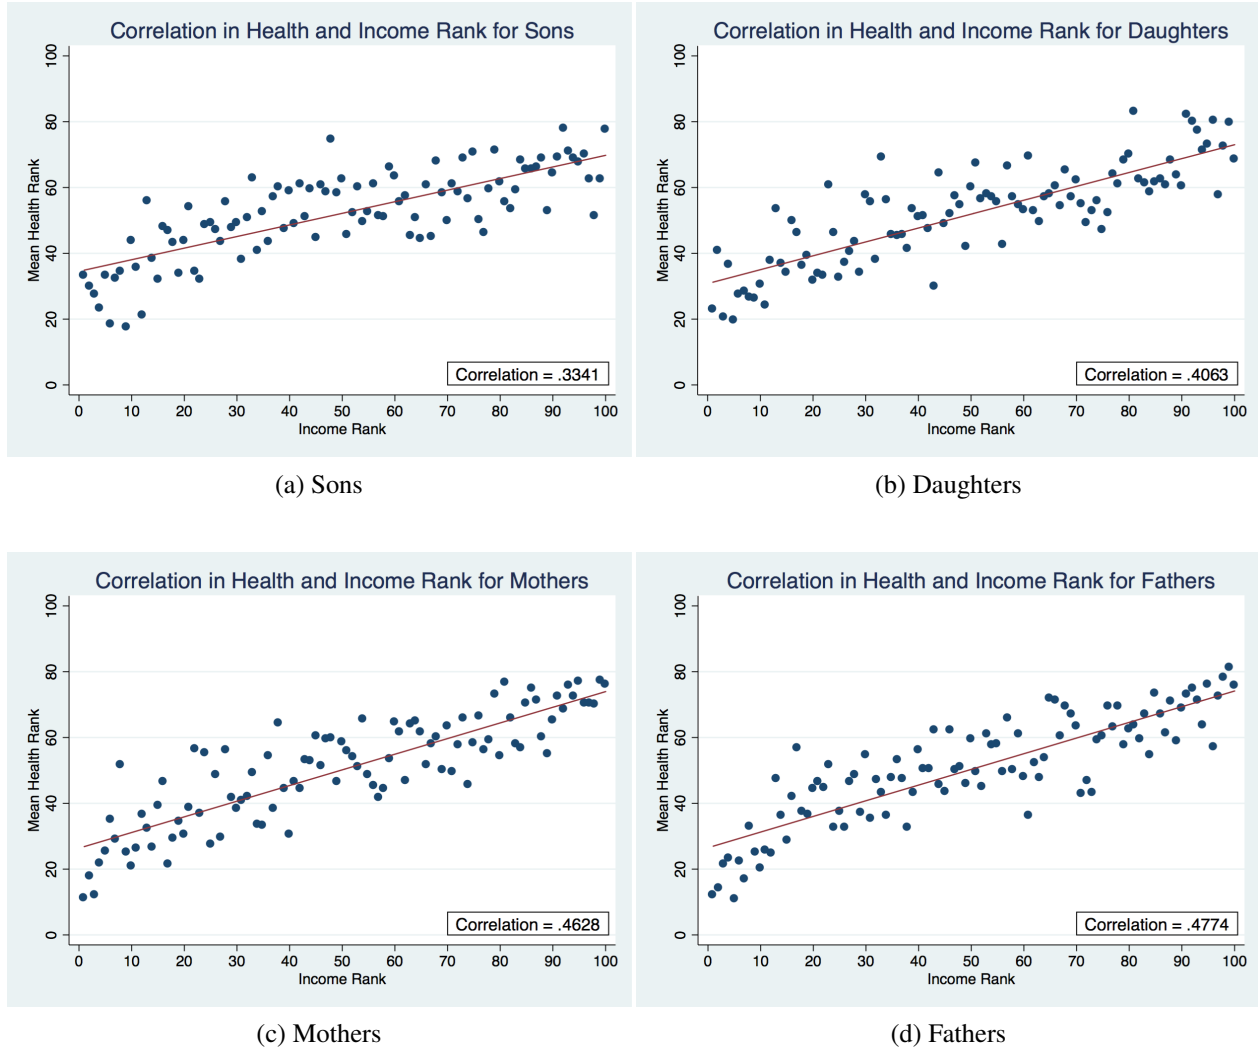 Correlation in Health and Income Rank for Sons
Mean Health Rank
100
80
60
40
20
0
Correlation = .3341
0 10 20 30 40 50 60 70 80 90 100
Income Rank
(a) Sons
Correlation in Health and Income Rank for Daughters
Mean Health Rank
100
80
60
40
20
0
Correlation = .4063
0 10 20 30 40 50 60 70 80 90 100
Income Rank
(b) Daughters
Correlation in Health and Income Rank for Mothers
Mean Health Rank
100
80
60
40
20
0
Correlation = .4628
0 10 20 30 40 50 60 70 80 90 100
Income Rank
(c) Mothers
Correlation in Health and Income Rank for Fathers
Mean Health Rank
100
80
60
40
20
0
Correlation = .4774
0 10 20 30 40 50 60 70 80 90 100
Income Rank
(d) Fathers